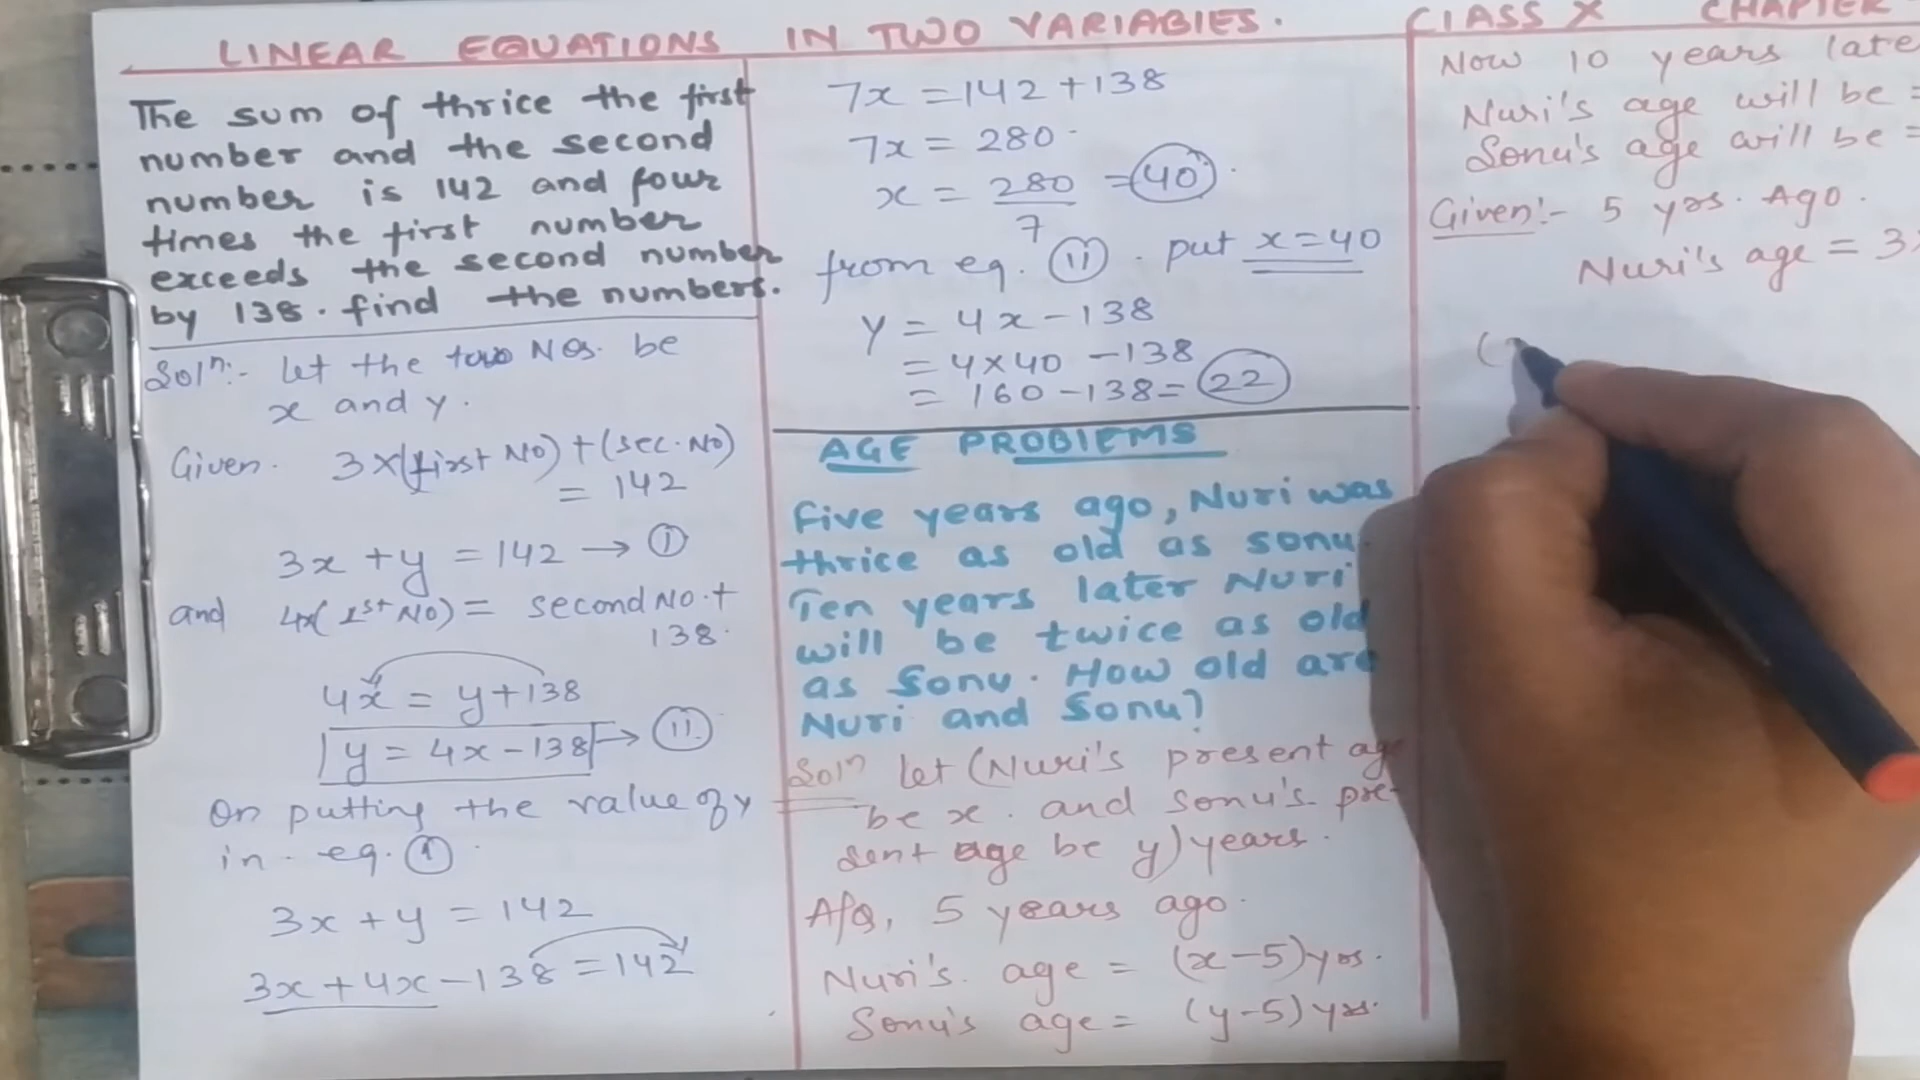 LINEAR EQUATIONS IN TWO VARIABLES. CLASS X CHAPTER
The sum of thrice the first
number and the second
number is 142 and four
times the first number
exceeds the second number
by 138. find the numbers.
Solⁿ:- Let the two Nos. be
x and y.
Given. 3×(first No)+(sec. No)
= 142
3x + y = 142 → (I)
and 4×(1st No) = second No. +
138.
4x = y+138
y = 4x-138 → (II)
On putting the value of y
in eq. (1)
3x + y = 142
3x + 4x - 138 = 142
7x = 142 + 138
7x = 280
x = 280/7 = 40.
from eq. (II). put x=40
y = 4x - 138
= 4×40 - 138
= 160 - 138 = 22
AGE PROBLEMS
Five years ago, Nuri was
thrice as old as sonu.
Ten years later Nuri
will be twice as old
as Sonu. How old are
Nuri and Sonu?
Solⁿ Let (Nuri's present ag
be x. and Sonu's pre-
sent age be y) years.
A/Q, 5 years ago.
Nuri's. age = (x-5) yrs.
Sonu's age = (y-5) yrs.
Now 10 years late
Nuri's age will be =
Sonu's age will be =
Given:- 5 yrs. Ago.
Nuri's age = 3
(